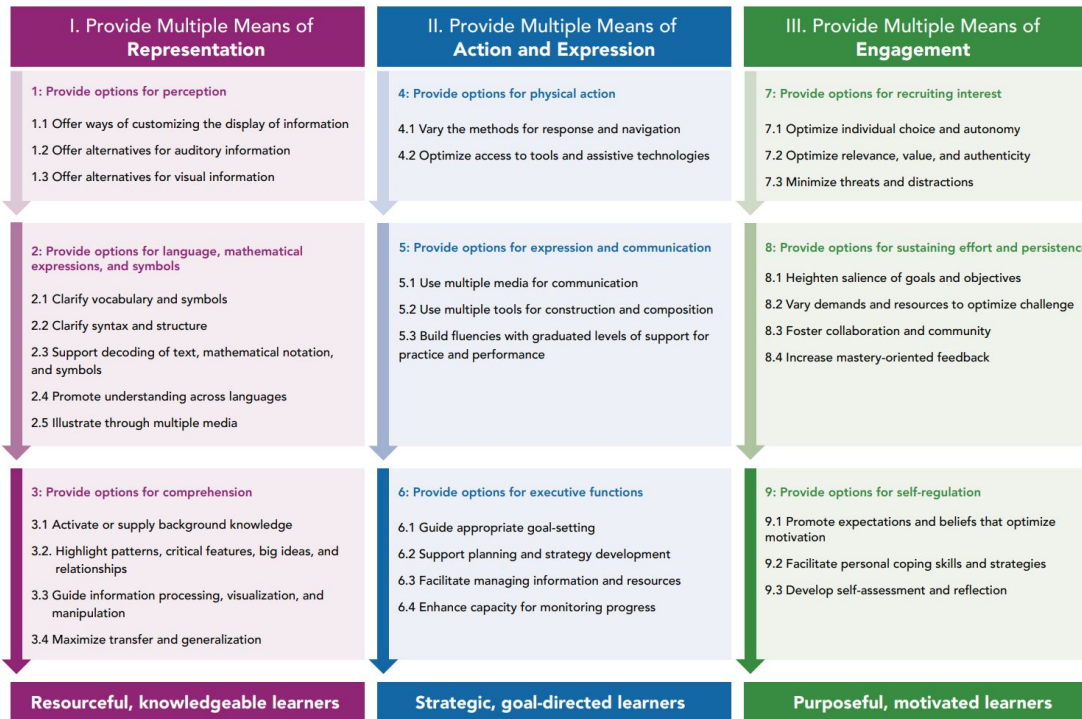 I. Provide Multiple Means of
Representation
1: Provide options for perception
1.1 Offer ways of customizing the display of information
1.2 Offer alternatives for auditory information
1.3 Offer alternatives for visual information
2: Provide options for language, mathematical
expressions, and symbols
2.1 Clarify vocabulary and symbols
2.2 Clarify syntax and structure
2.3 Support decoding of text, mathematical notation,
and symbols
2.4 Promote understanding across languages
2.5 Illustrate through multiple media
3: Provide options for comprehension
3.1 Activate or supply background knowledge
3.2. Highlight patterns, critical features, big ideas, and
relationships
3.3 Guide information processing, visualization, and
manipulation
3.4 Maximize transfer and generalization
Resourceful, knowledgeable learners
II. Provide Multiple Means of
Action and Expression
4: Provide options for physical action
4.1 Vary the methods for response and navigation
4.2 Optimize access to tools and assistive technologies
5: Provide options for expression and communication
5.1 Use multiple media for communication
5.2 Use multiple tools for construction and composition
5.3 Build fluencies with graduated levels of support for
practice and performance
6: Provide options for executive functions
6.1 Guide appropriate goal-setting
6.2 Support planning and strategy development
6.3 Facilitate managing information and resources
6.4 Enhance capacity for monitoring progress
Strategic, goal-directed learners
III. Provide Multiple Means of
Engagement
7: Provide options for recruiting interest
7.1 Optimize individual choice and autonomy
7.2 Optimize relevance, value, and authenticity
7.3 Minimize threats and distractions
8: Provide options for sustaining effort and persistence
8.1 Heighten salience of goals and objectives
8.2 Vary demands and resources to optimize challenge
8.3 Foster collaboration and community
8.4 Increase mastery-oriented feedback
9: Provide options for self-regulation
9.1 Promote expectations and beliefs that optimize
motivation
9.2 Facilitate personal coping skills and strategies
9.3 Develop self-assessment and reflection
Purposeful, motivated learners